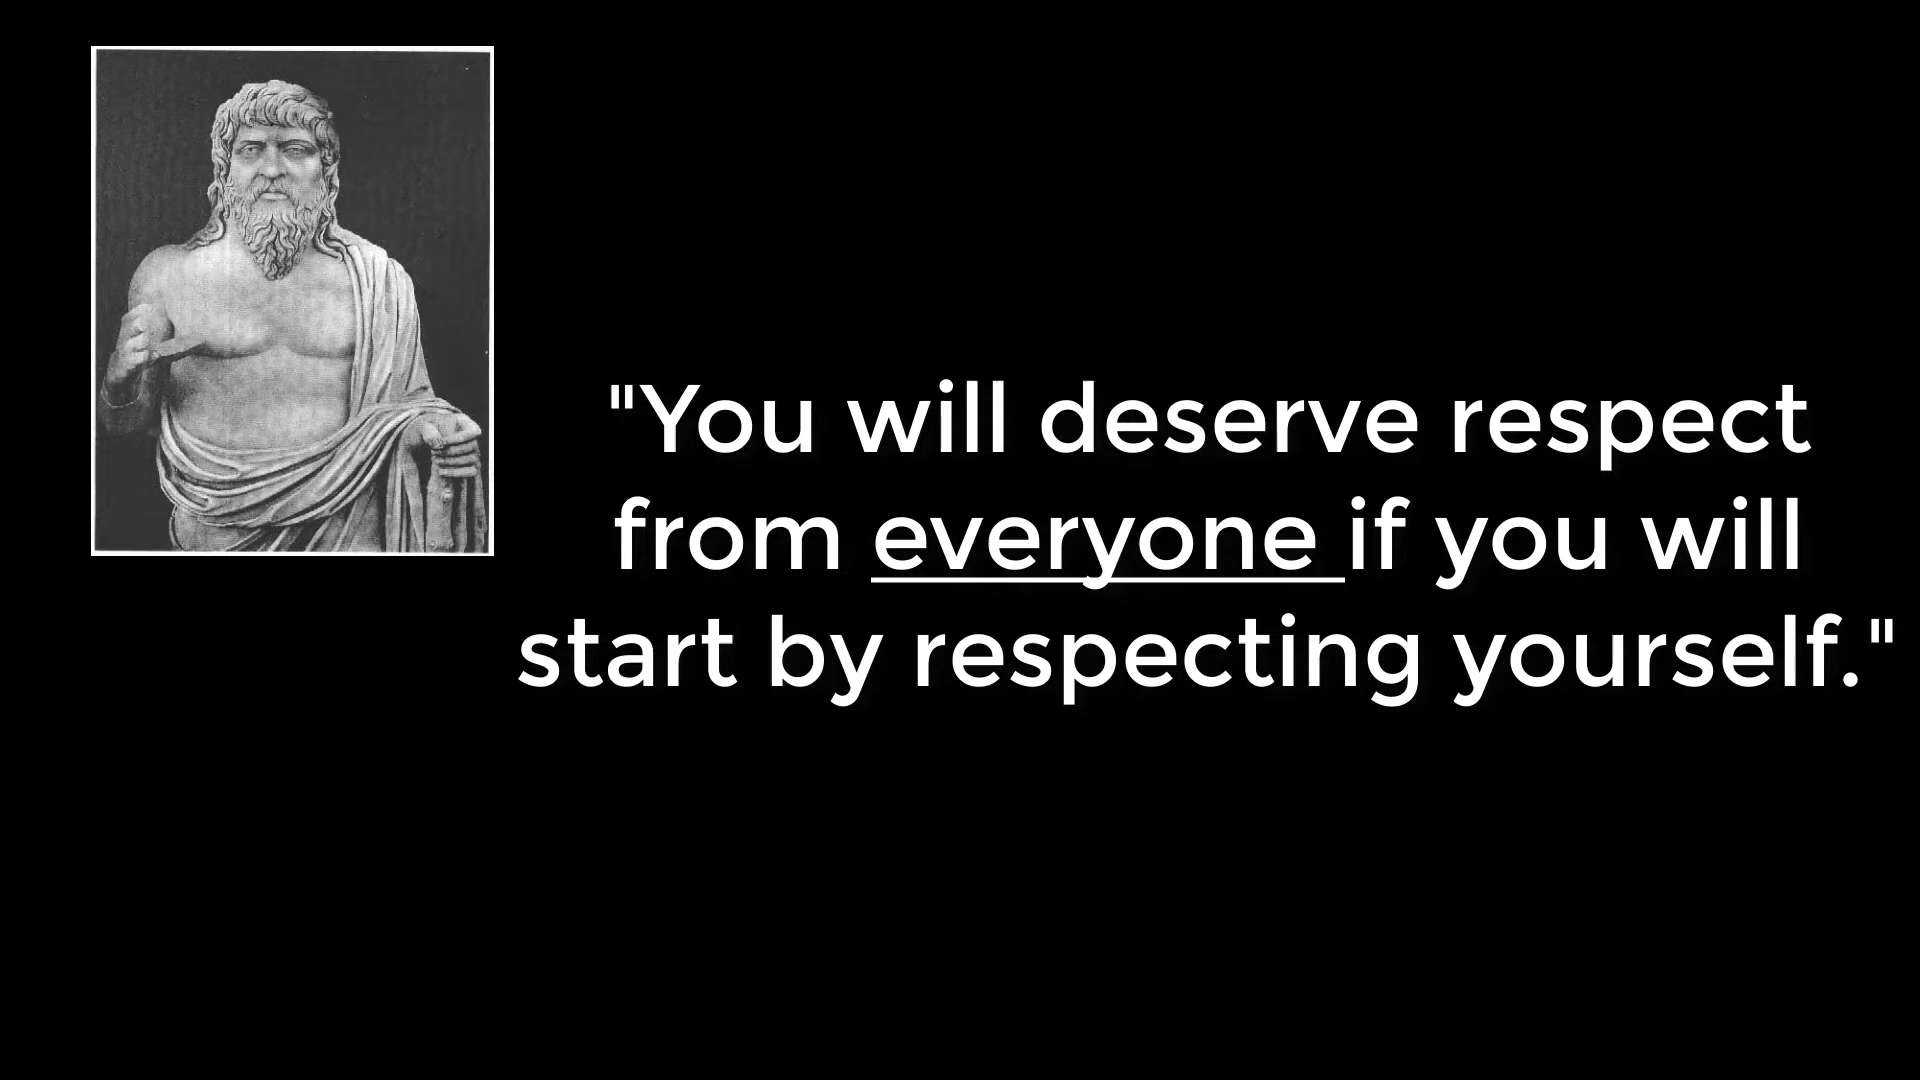 "You will deserve respect
from everyone if you will
start by respecting yourself."